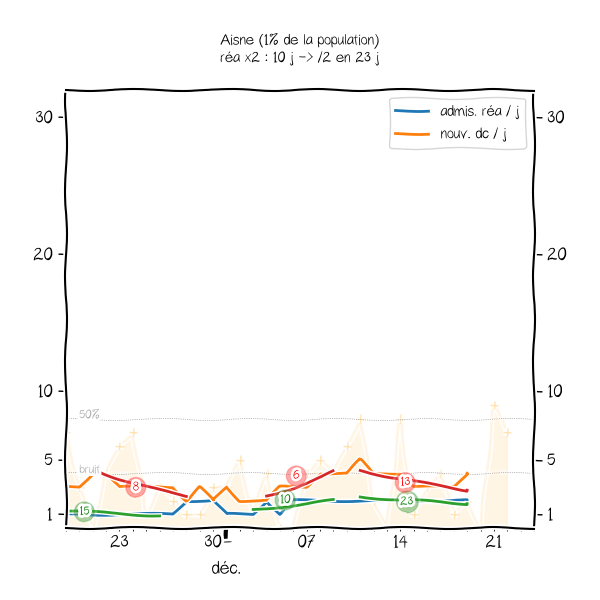 Aisne (1% de la population)
réa x2 : 10 j -> /2 en 23 j
admis. réa / j
nouv. dc / j
30 30
20 20
10 10
50%
5 5
bruit
8 6 13
15 10 23
1 1
23 30 07 14 21
déc.